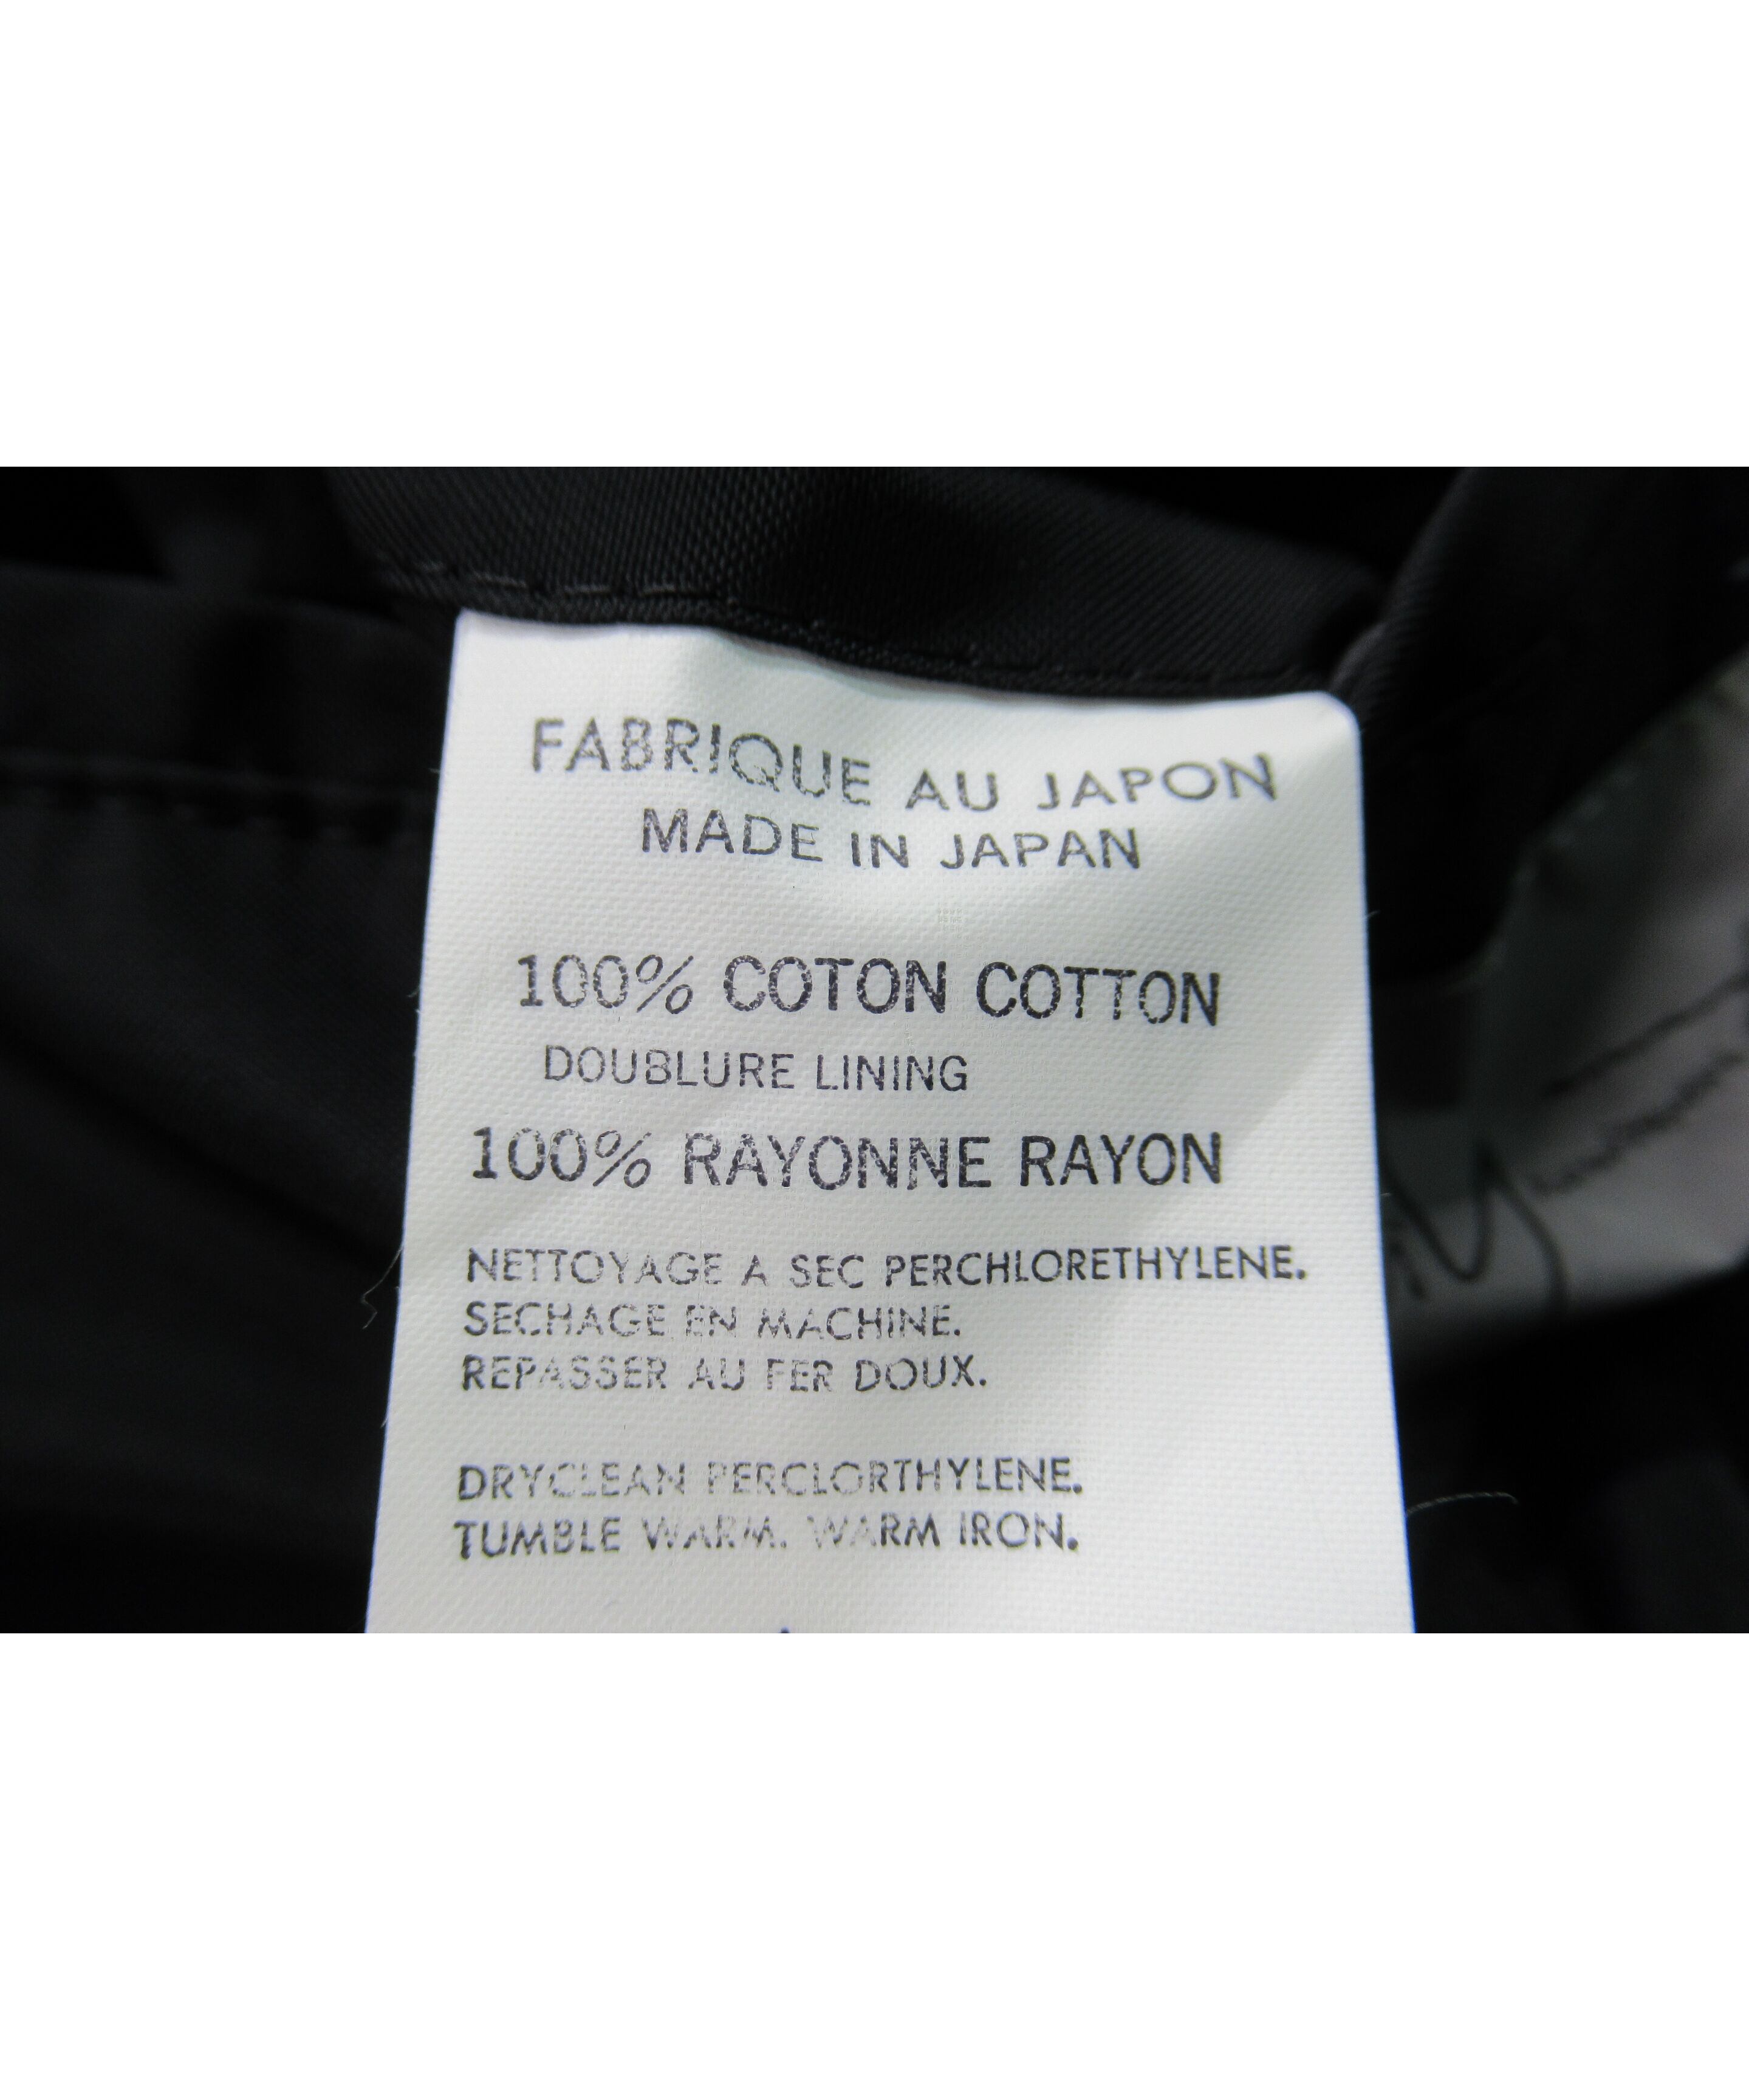 FABRIQUE AU JAPON
MADE IN JAPAN
100% COTON COTTON
DOUBLURE LINING
100% RAYONNE RAYON
NETTOYAGE A SEC PERCHLORETHYLENE.
SECHAGE EN MACHINE.
REPASSER AU FER DOUX.
DRYCLEAN PERCLORTHYLENE.
TUMBLE WARM. WARM IRON.